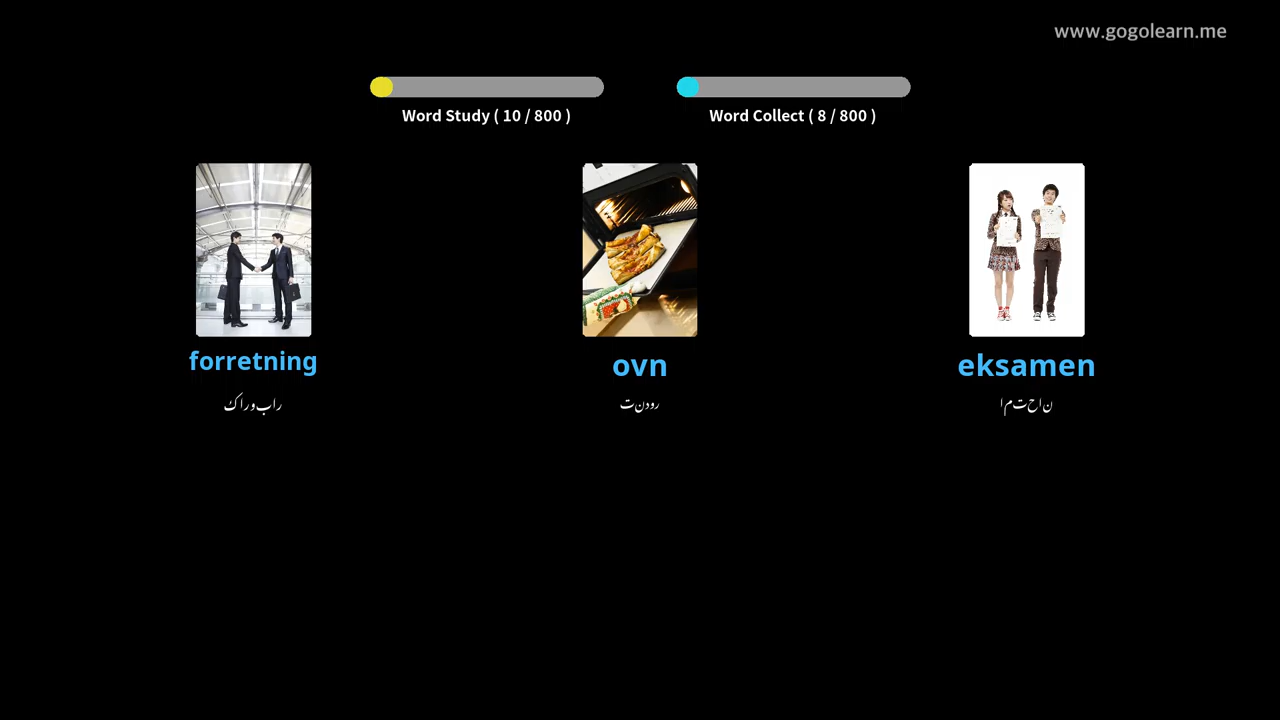 www.gogolearn.me
Word Study ( 10 / 800 )
Word Collect ( 8 / 800 )
forretning
ovn
eksamen
کاروبار
تندور
امتحان